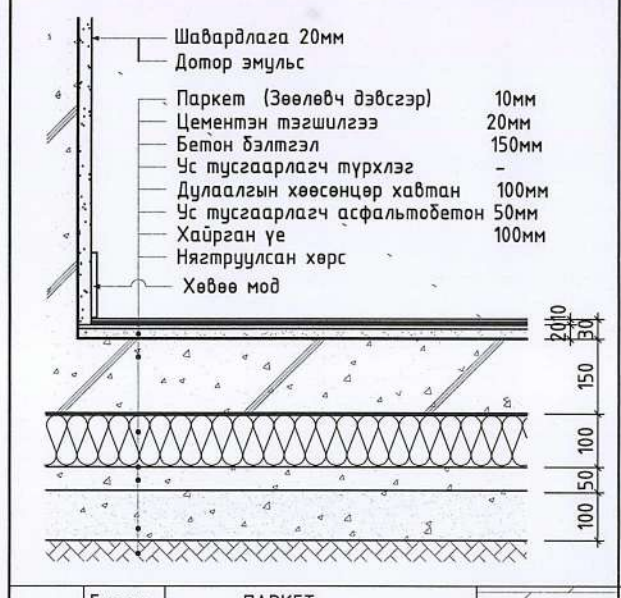 Шавардлага 20мм
Дотор эмульс
Паркет (Зөөлөвч дэвсгэр) 10мм
Цементэн тэгшилгээ 20мм
Бетон бэлтгэл 150мм
Ус тусгаарлагч түрхлэг -
Дулаалгын хөөсөнцөр хавтан 100мм
Ус тусгаарлагч асфальтобетон 50мм
Хайрган үе 100мм
Нягтруулсан хөрс
Хөвөө мод
20 10
30
150
100
50
100
ПАРКЕТ